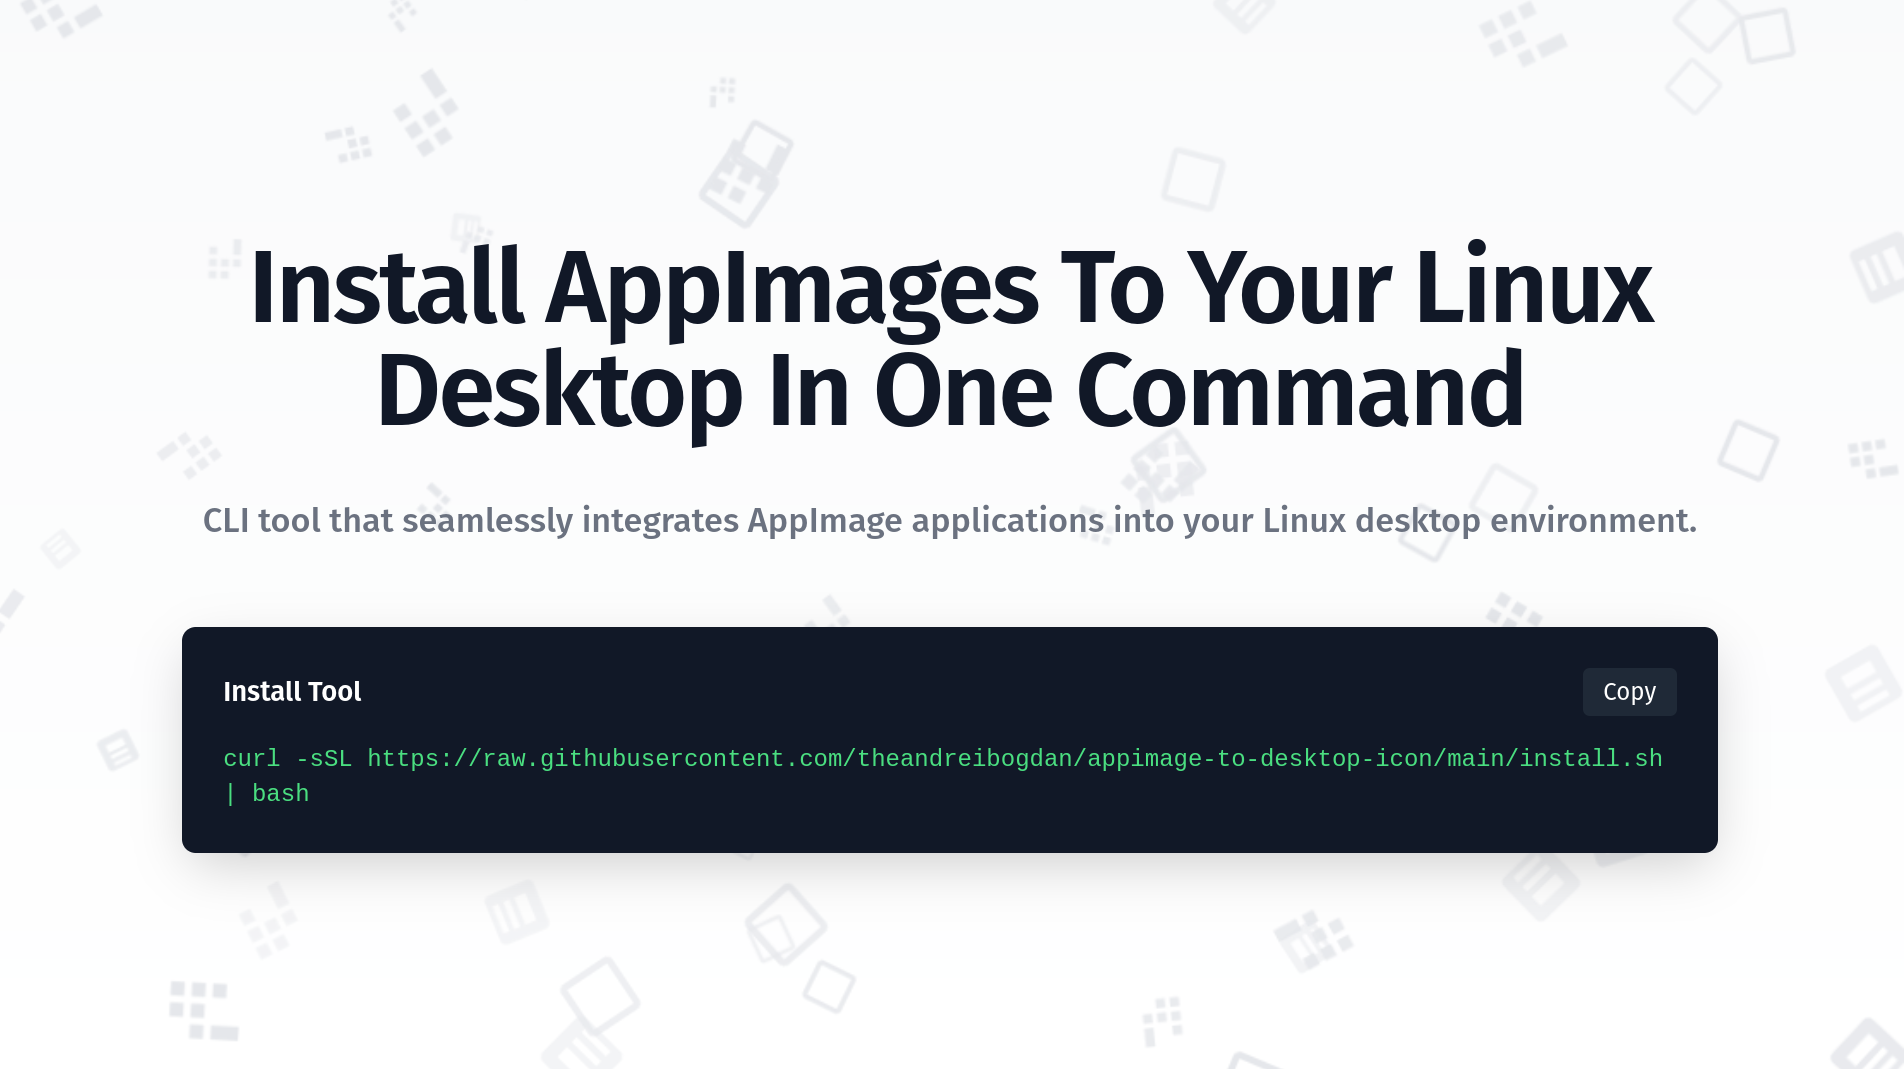 Install AppImages To Your Linux
Desktop In One Command
CLI tool that seamlessly integrates AppImage applications into your Linux desktop environment.
Install Tool
Copy
curl -sSL https://raw.githubusercontent.com/theandreibogdan/appimage-to-desktop-icon/main/install.sh
| bash